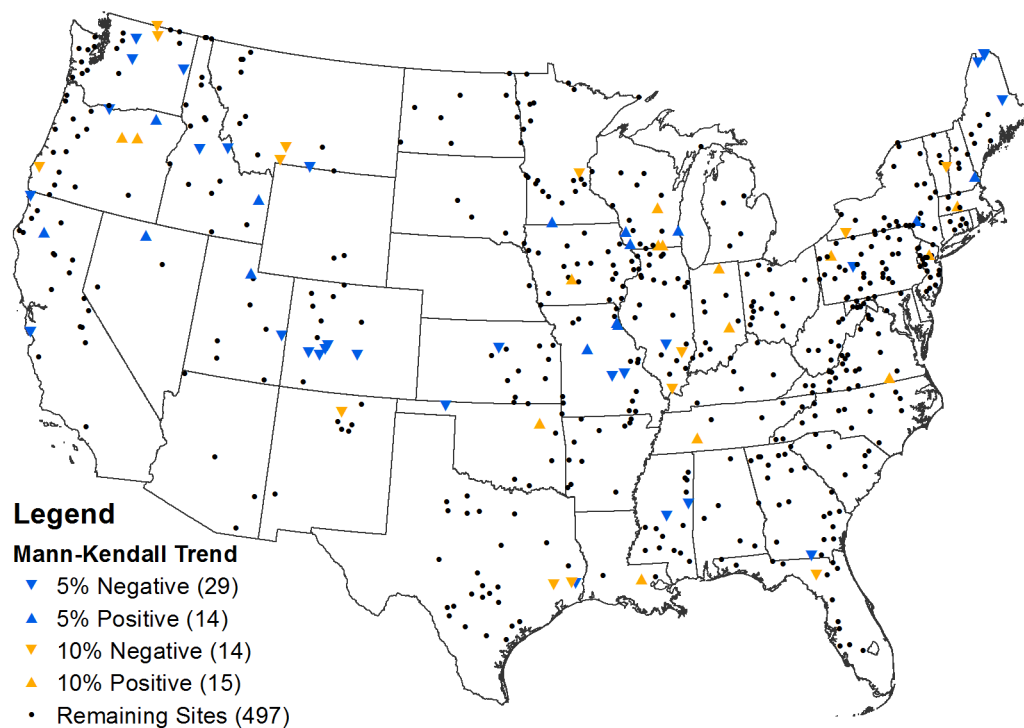 Legend
Mann-Kendall Trend
5% Negative (29)
5% Positive (14)
10% Negative (14)
10% Positive (15)
Remaining Sites (497)